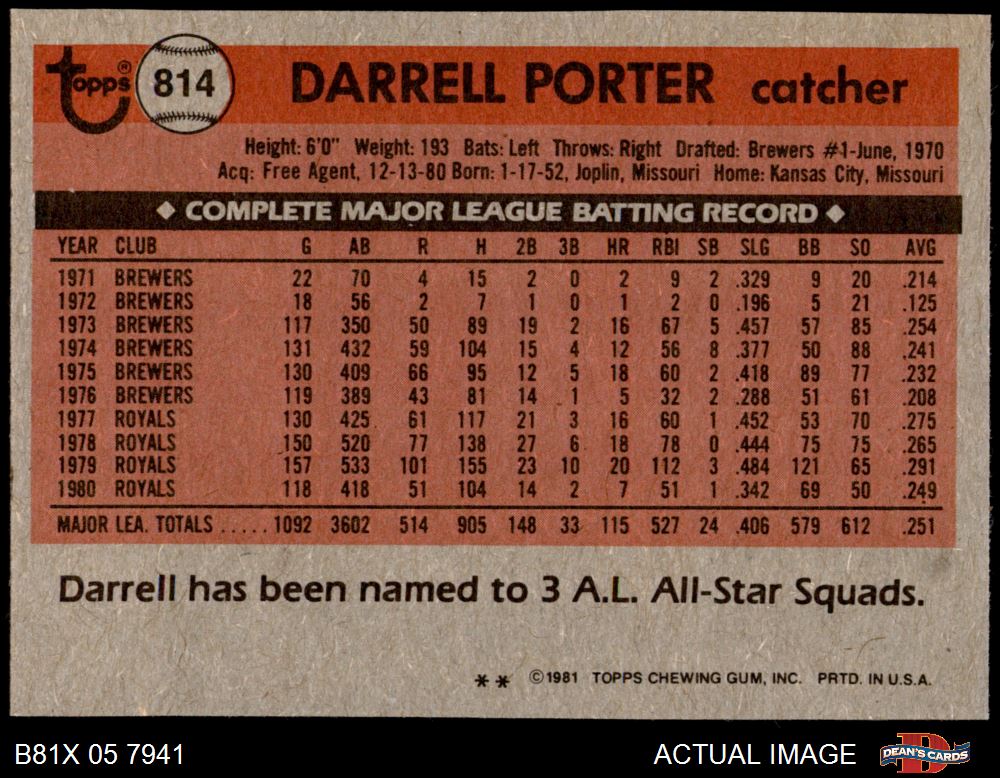 topps® 814 DARRELL PORTER catcher
Height: 6'0" Weight: 193 Bats: Left Throws: Right Drafted: Brewers #1-June, 1970
Acq: Free Agent, 12-13-80 Born: 1-17-52, Joplin, Missouri Home: Kansas City, Missouri
◆ COMPLETE MAJOR LEAGUE BATTING RECORD ◆
YEAR CLUB G AB R H 2B 3B HR RBI SB SLG BB SO AVG
1971 BREWERS 22 70 4 15 2 0 2 9 2 .329 9 20 .214
1972 BREWERS 18 56 2 7 1 0 1 2 0 .196 5 21 .125
1973 BREWERS 117 350 50 89 19 2 16 67 5 .457 57 85 .254
1974 BREWERS 131 432 59 104 15 4 12 56 8 .377 50 88 .241
1975 BREWERS 130 409 66 95 12 5 18 60 2 .418 89 77 .232
1976 BREWERS 119 389 43 81 14 1 5 32 2 .288 51 61 .208
1977 ROYALS 130 425 61 117 21 3 16 60 1 .452 53 70 .275
1978 ROYALS 150 520 77 138 27 6 18 78 0 .444 75 75 .265
1979 ROYALS 157 533 101 155 23 10 20 112 3 .484 121 65 .291
1980 ROYALS 118 418 51 104 14 2 7 51 1 .342 69 50 .249
MAJOR LEA. TOTALS ..... 1092 3602 514 905 148 33 115 527 24 .406 579 612 .251
Darrell has been named to 3 A.L. All-Star Squads.
** ©1981 TOPPS CHEWING GUM, INC. PRTD. IN U.S.A.
B81X 05 7941 ACTUAL IMAGE DEAN'S CARDS